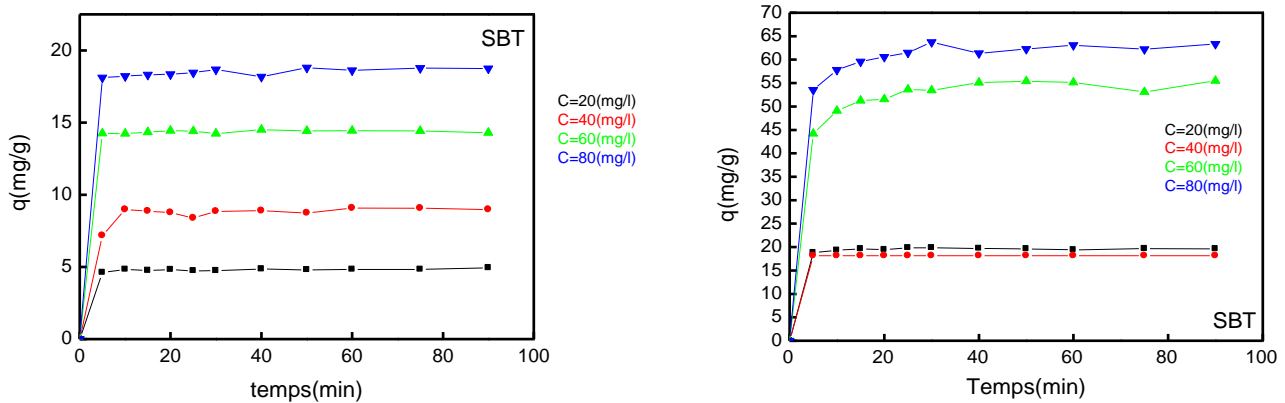 SBT
C=20(mg/l)
C=40(mg/l)
C=60(mg/l)
C=80(mg/l)
q(mg/g)
20
15
10
5
0
0 20 40 60 80 100
temps(min)
70
65
60
55
50
45
40
35
30
25
20
15
10
5
0
q(mg/g)
C=20(mg/l)
C=40(mg/l)
C=60(mg/l)
C=80(mg/l)
SBT
0 20 40 60 80 100
Temps(min)